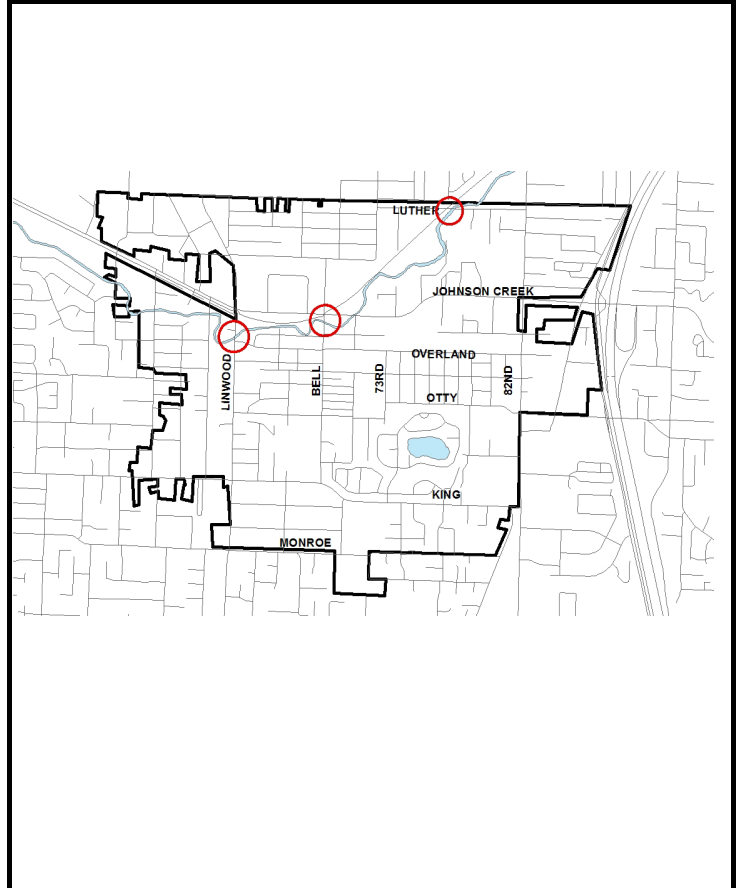 LUTHER
JOHNSON CREEK
OVERLAND
LINWOOD
BELL
73RD
82ND
OTTY
KING
MONROE